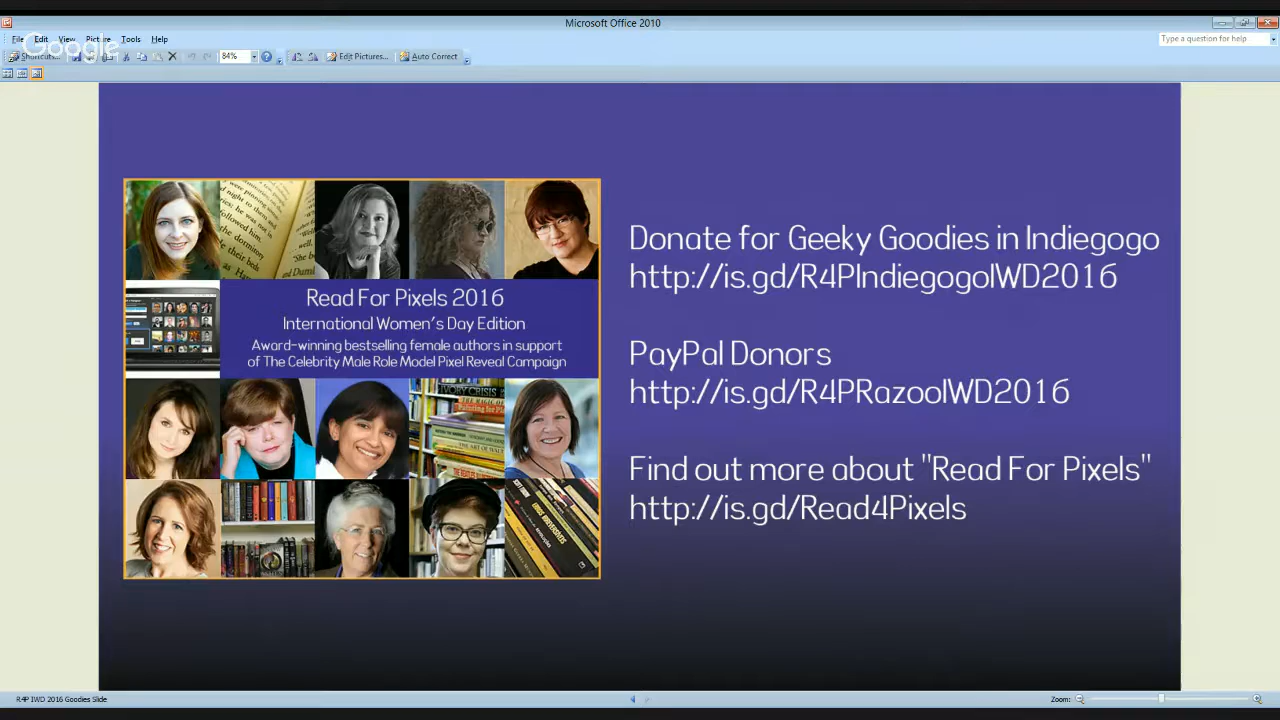 Microsoft Office 2010
File Edit View Picture Tools Help
Google
Type a question for help
Shortcuts...
84%
Edit Pictures...
Auto Correct
Read For Pixels 2016
International Women's Day Edition
Award-winning bestselling female authors in support
of The Celebrity Male Role Model Pixel Reveal Campaign
Donate for Geeky Goodies in Indiegogo
http://is.gd/R4PIndiegogoIWD2016
PayPal Donors
http://is.gd/R4PRazooIWD2016
Find out more about "Read For Pixels"
http://is.gd/Read4Pixels
R4P IWD 2016 Goodies Slide
Zoom: